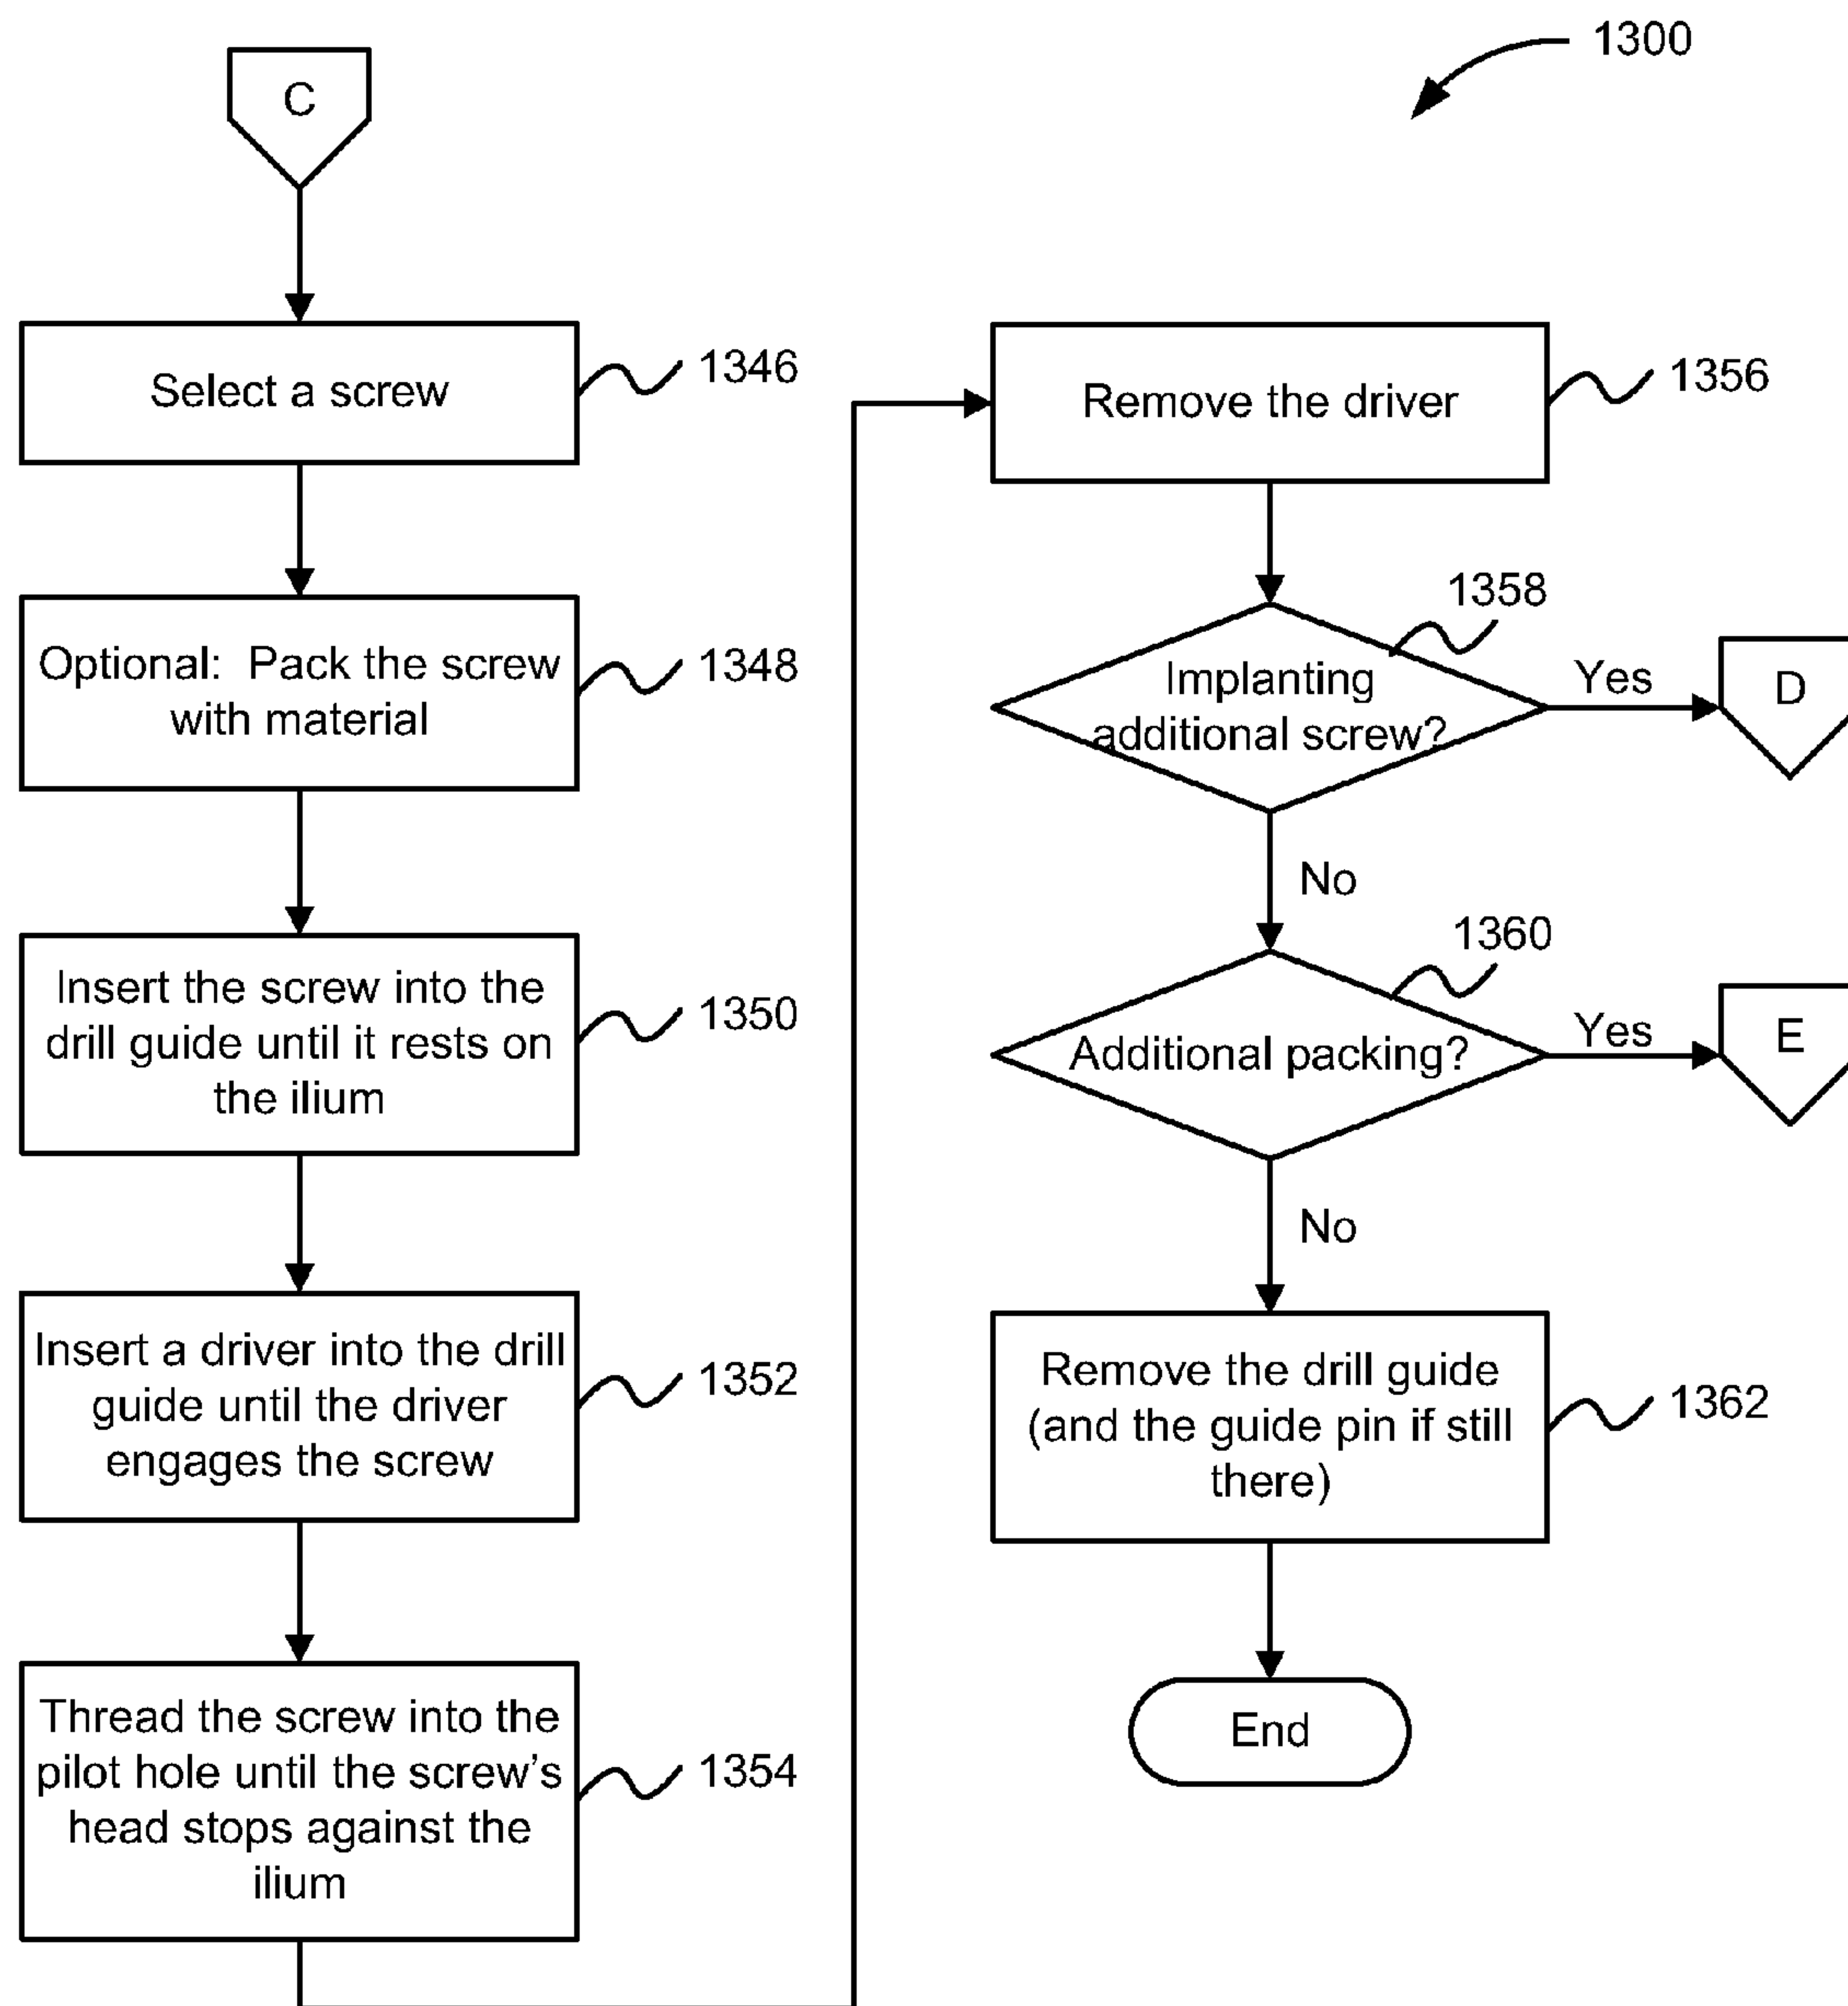 1300
C
Select a screw
1346
Optional: Pack the screw
with material
1348
Insert the screw into the
drill guide until it rests on
the ilium
1350
Insert a driver into the drill
guide until the driver
engages the screw
1352
Thread the screw into the
pilot hole until the screw's
head stops against the
ilium
1354
Remove the driver
1356
1358
Implanting
additional screw?
Yes
D
No
1360
Additional packing?
Yes
E
No
Remove the drill guide
(and the guide pin if still
there)
1362
End